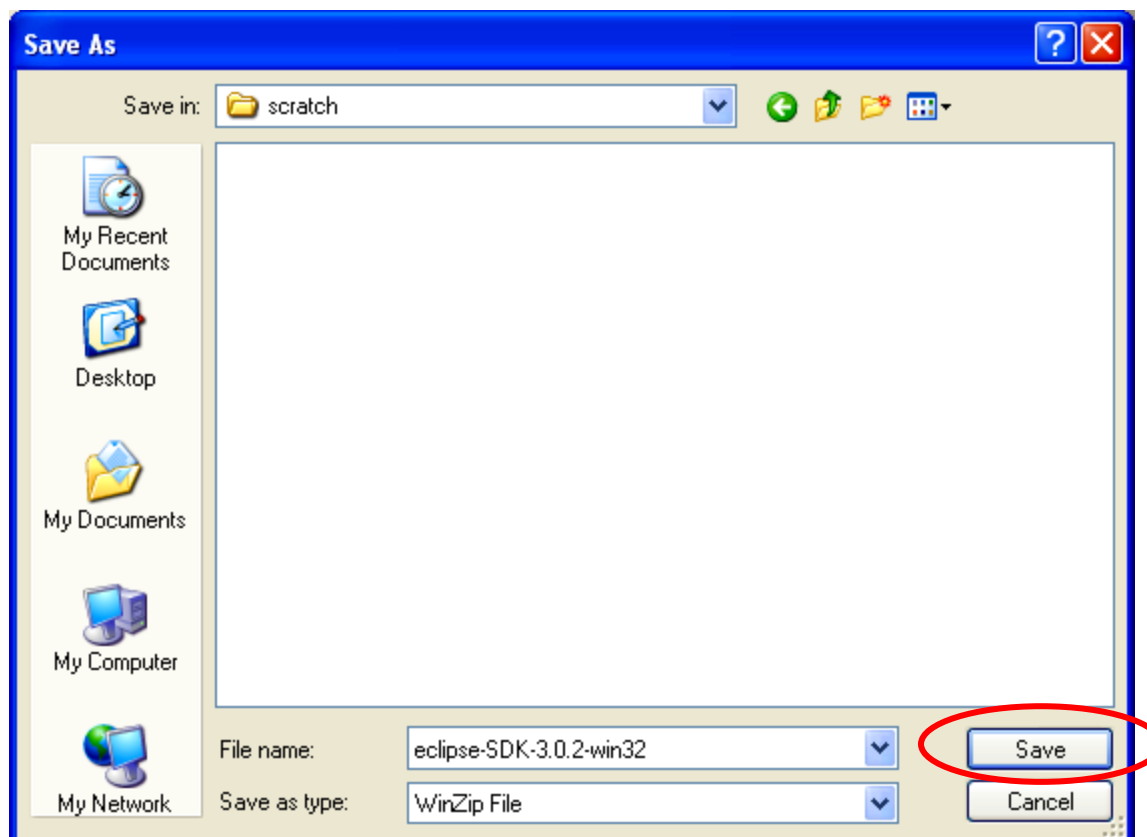 Save As
Save in:
scratch
My Recent
Documents
Desktop
My Documents
My Computer
My Network
File name:
eclipse-SDK-3.0.2-win32
Save
Save as type:
WinZip File
Cancel